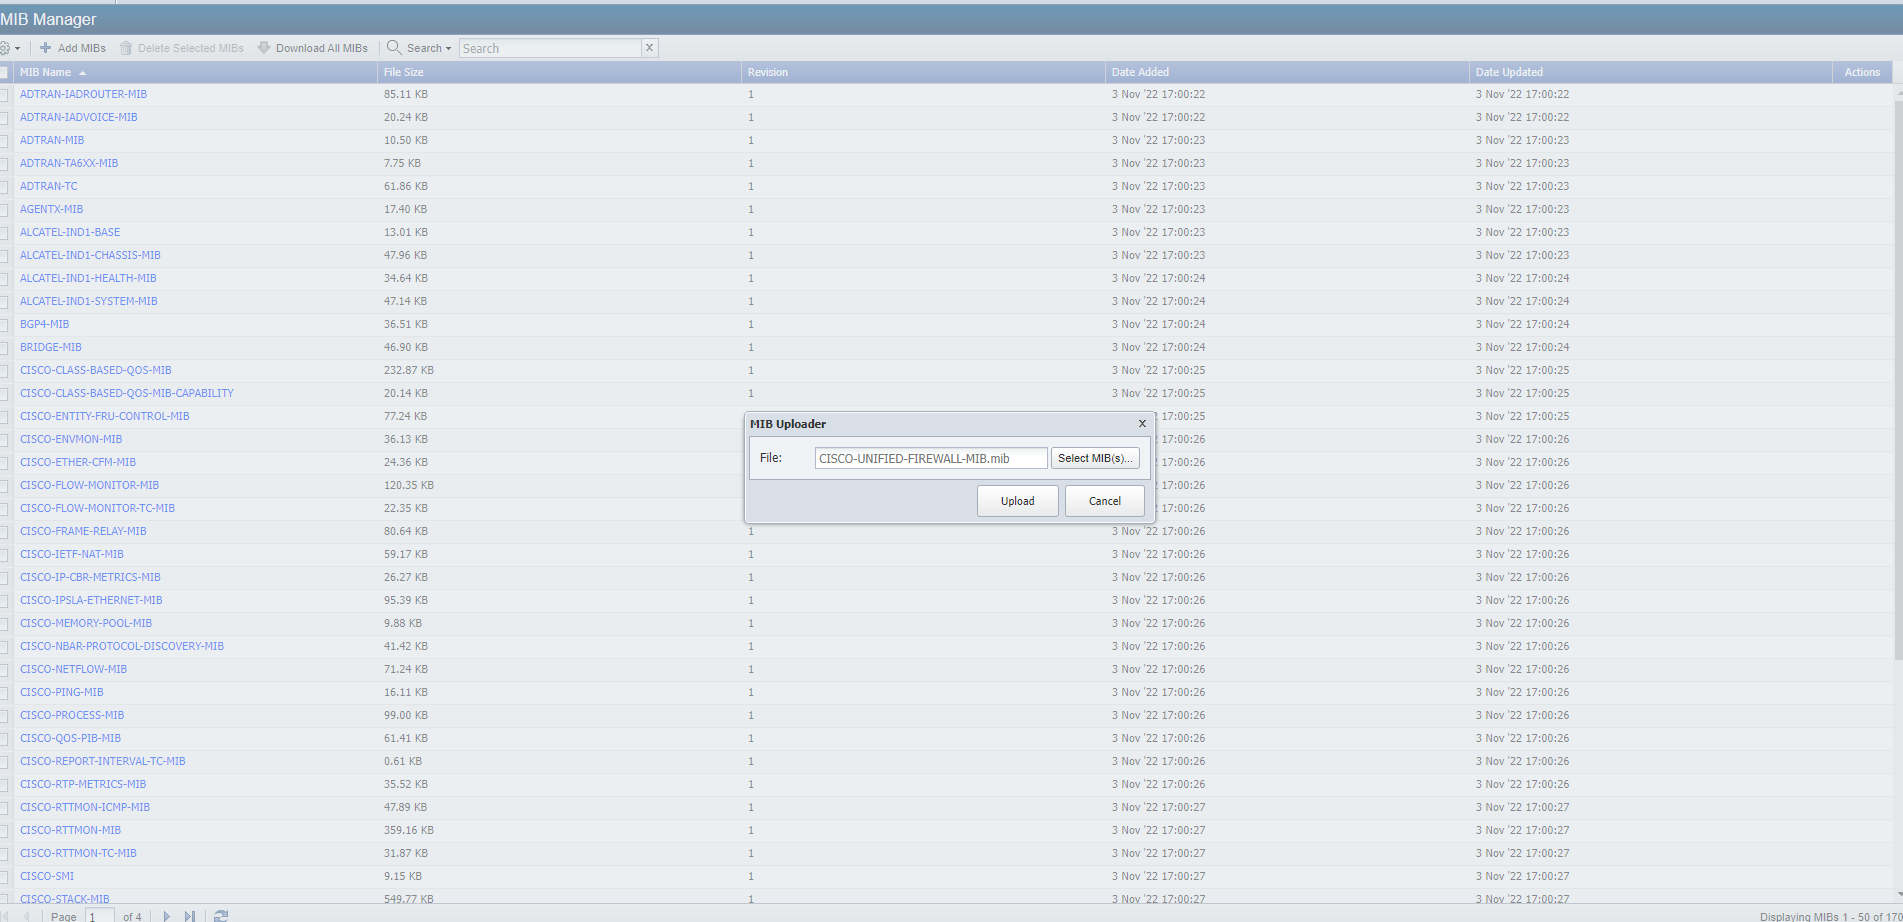 MIB Manager
Add MIBs Delete Selected MIBs Download All MIBs Search Search x
MIB Name File Size Revision Date Added Date Updated Actions
ADTRAN-IADROUTER-MIB 85.11 KB 1 3 Nov '22 17:00:22 3 Nov '22 17:00:22
ADTRAN-IADVOICE-MIB 20.24 KB 1 3 Nov '22 17:00:22 3 Nov '22 17:00:22
ADTRAN-MIB 10.50 KB 1 3 Nov '22 17:00:23 3 Nov '22 17:00:23
ADTRAN-TA6XX-MIB 7.75 KB 1 3 Nov '22 17:00:23 3 Nov '22 17:00:23
ADTRAN-TC 61.86 KB 1 3 Nov '22 17:00:23 3 Nov '22 17:00:23
AGENTX-MIB 17.40 KB 1 3 Nov '22 17:00:23 3 Nov '22 17:00:23
ALCATEL-IND1-BASE 13.01 KB 1 3 Nov '22 17:00:23 3 Nov '22 17:00:23
ALCATEL-IND1-CHASSIS-MIB 47.96 KB 1 3 Nov '22 17:00:23 3 Nov '22 17:00:23
ALCATEL-IND1-HEALTH-MIB 34.64 KB 1 3 Nov '22 17:00:24 3 Nov '22 17:00:24
ALCATEL-IND1-SYSTEM-MIB 47.14 KB 1 3 Nov '22 17:00:24 3 Nov '22 17:00:24
BGP4-MIB 36.51 KB 1 3 Nov '22 17:00:24 3 Nov '22 17:00:24
BRIDGE-MIB 46.90 KB 1 3 Nov '22 17:00:24 3 Nov '22 17:00:24
CISCO-CLASS-BASED-QOS-MIB 232.87 KB 1 3 Nov '22 17:00:25 3 Nov '22 17:00:25
CISCO-CLASS-BASED-QOS-MIB-CAPABILITY 20.14 KB 1 3 Nov '22 17:00:25 3 Nov '22 17:00:25
CISCO-ENTITY-FRU-CONTROL-MIB 77.24 KB '22 17:00:25 3 Nov '22 17:00:25
MIB Uploader x
CISCO-ENVMON-MIB 36.13 KB '22 17:00:26 3 Nov '22 17:00:26
File: CISCO-UNIFIED-FIREWALL-MIB.mib Select MIB(s)...
CISCO-ETHER-CFM-MIB 24.36 KB '22 17:00:26 3 Nov '22 17:00:26
CISCO-FLOW-MONITOR-MIB 120.35 KB '22 17:00:26 3 Nov '22 17:00:26
Upload Cancel
CISCO-FLOW-MONITOR-TC-MIB 22.35 KB '22 17:00:26 3 Nov '22 17:00:26
CISCO-FRAME-RELAY-MIB 80.64 KB 1 3 Nov '22 17:00:26 3 Nov '22 17:00:26
CISCO-IETF-NAT-MIB 59.17 KB 1 3 Nov '22 17:00:26 3 Nov '22 17:00:26
CISCO-IP-CBR-METRICS-MIB 26.27 KB 1 3 Nov '22 17:00:26 3 Nov '22 17:00:26
CISCO-IPSLA-ETHERNET-MIB 95.39 KB 1 3 Nov '22 17:00:26 3 Nov '22 17:00:26
CISCO-MEMORY-POOL-MIB 9.88 KB 1 3 Nov '22 17:00:26 3 Nov '22 17:00:26
CISCO-NBAR-PROTOCOL-DISCOVERY-MIB 41.42 KB 1 3 Nov '22 17:00:26 3 Nov '22 17:00:26
CISCO-NETFLOW-MIB 71.24 KB 1 3 Nov '22 17:00:26 3 Nov '22 17:00:26
CISCO-PING-MIB 16.11 KB 1 3 Nov '22 17:00:26 3 Nov '22 17:00:26
CISCO-PROCESS-MIB 99.00 KB 1 3 Nov '22 17:00:26 3 Nov '22 17:00:26
CISCO-QOS-PIB-MIB 61.41 KB 1 3 Nov '22 17:00:26 3 Nov '22 17:00:26
CISCO-REPORT-INTERVAL-TC-MIB 0.61 KB 1 3 Nov '22 17:00:26 3 Nov '22 17:00:26
CISCO-RTP-METRICS-MIB 35.52 KB 1 3 Nov '22 17:00:26 3 Nov '22 17:00:26
CISCO-RTTMON-ICMP-MIB 47.89 KB 1 3 Nov '22 17:00:27 3 Nov '22 17:00:27
CISCO-RTTMON-MIB 359.16 KB 1 3 Nov '22 17:00:27 3 Nov '22 17:00:27
CISCO-RTTMON-TC-MIB 31.87 KB 1 3 Nov '22 17:00:27 3 Nov '22 17:00:27
CISCO-SMI 9.15 KB 1 3 Nov '22 17:00:27 3 Nov '22 17:00:27
CISCO-STACK-MIB 549.77 KB 1 3 Nov '22 17:00:27 3 Nov '22 17:00:27
Page 1 of 4 Displaying MIBs 1 - 50 of 170